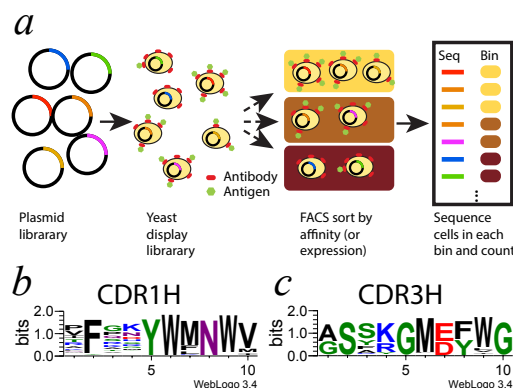 a
Seq Bin
Antibody
Antigen
Plasmid
librarary
Yeast
display
librarary
FACS sort by
affinity (or
expression)
Sequence
cells in each
bin and count
b CDR1H
bits
2.0
1.0
0.0
5 10
WebLogo 3.4
c CDR3H
bits
2.0
1.0
0.0
5 10
WebLogo 3.4